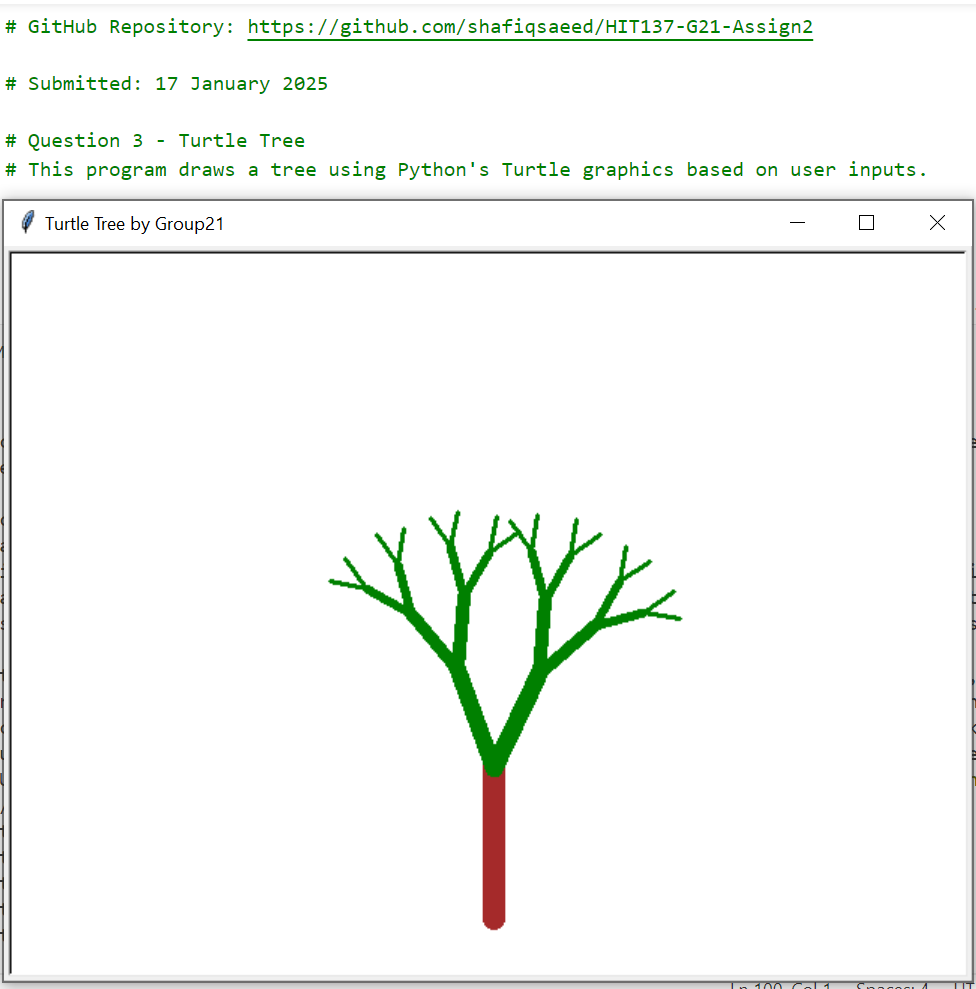 # GitHub Repository: https://github.com/shafiqsaeed/HIT137-G21-Assign2
# Submitted: 17 January 2025
# Question 3 - Turtle Tree
# This program draws a tree using Python's Turtle graphics based on user inputs.
Turtle Tree by Group21
Ln 100, Col 1 Spaces: 4